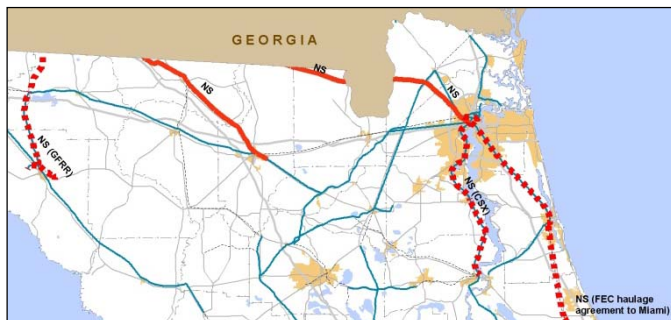 GEORGIA
NS
NS
NS
NS (GFRR)
NS (CSX)
NS (FEC haulage
agreement to Miami)